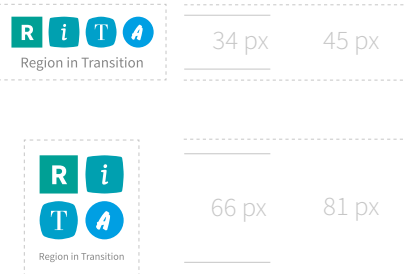 R i T A
Region in Transition
34 px
45 px
R i
T A
Region in Transition
66 px
81 px